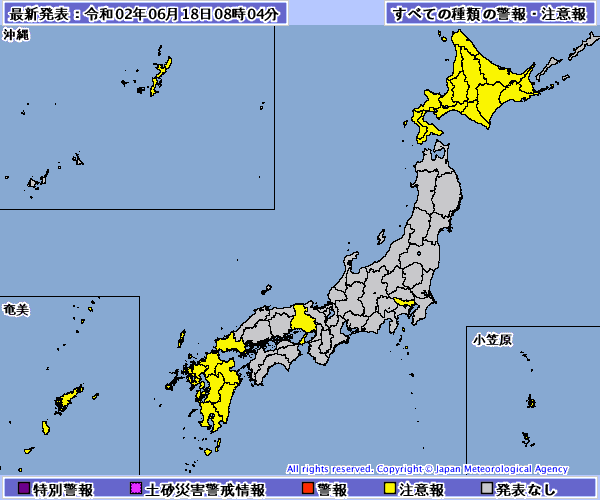 最新発表：令和02年06月18日08時04分
すべての種類の警報・注意報
沖縄
奄美
小笠原
All rights reserved. Copyright © Japan Meteorological Agency
特別警報 土砂災害警戒情報 警報 注意報 発表なし